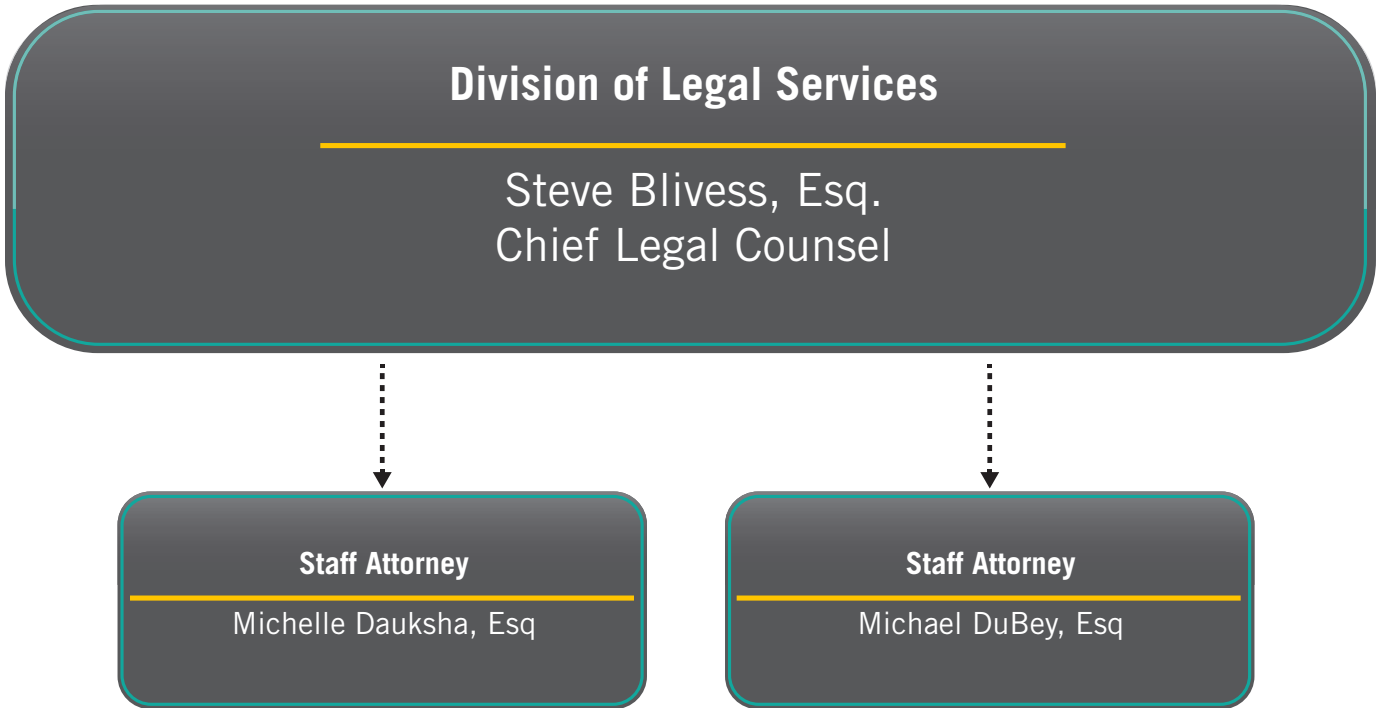 Division of Legal Services
Steve Blivess, Esq.
Chief Legal Counsel
Staff Attorney
Michelle Dauksha, Esq
Staff Attorney
Michael DuBey, Esq